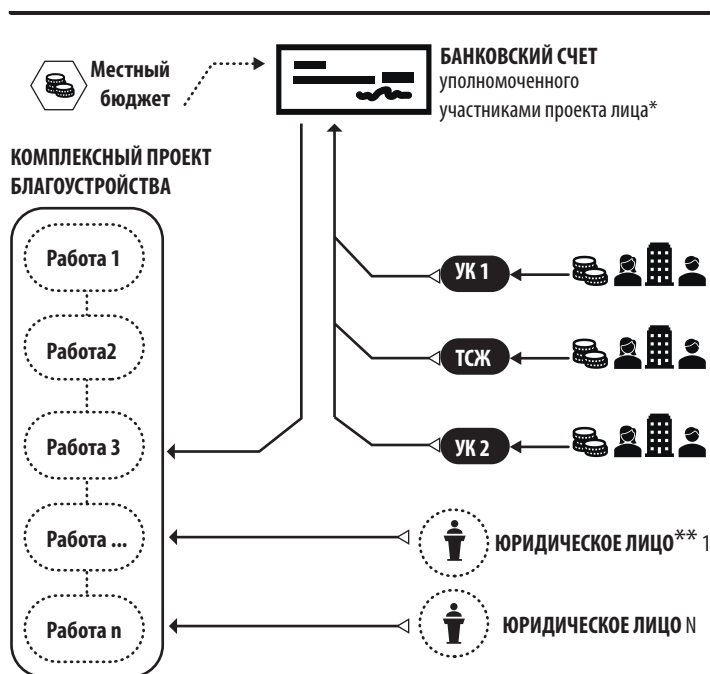 Местный
бюджет
БАНКОВСКИЙ СЧЕТ
уполномоченного
участниками проекта лица*
КОМПЛЕКСНЫЙ ПРОЕКТ
БЛАГОУСТРОЙСТВА
Работа 1
УК 1
Работа2
ТСЖ
Работа 3
УК 2
Работа ...
ЮРИДИЧЕСКОЕ ЛИЦО** 1
Работа n
ЮРИДИЧЕСКОЕ ЛИЦО N